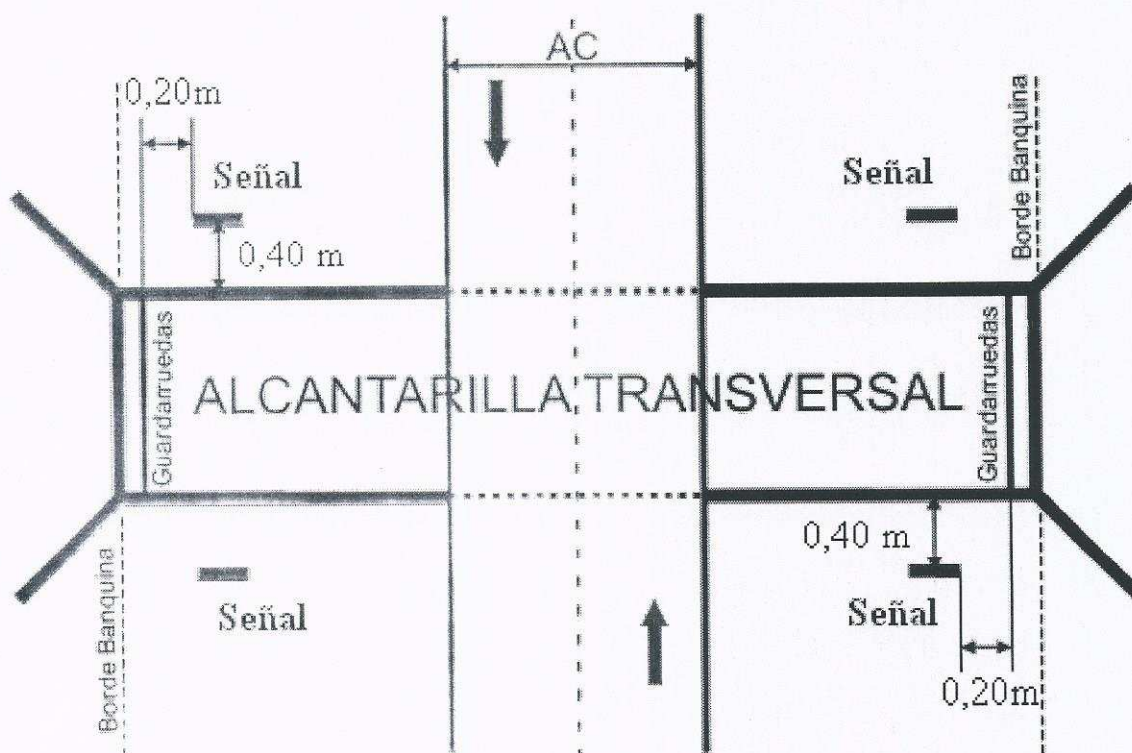 AC
0,20m
Señal
Señal
Borde Banquina
0,40 m
Guardarruedas
ALCANTARILLA TRANSVERSAL
Guardarruedas
0,40 m
Señal
Señal
Borde Banquina
0,20m